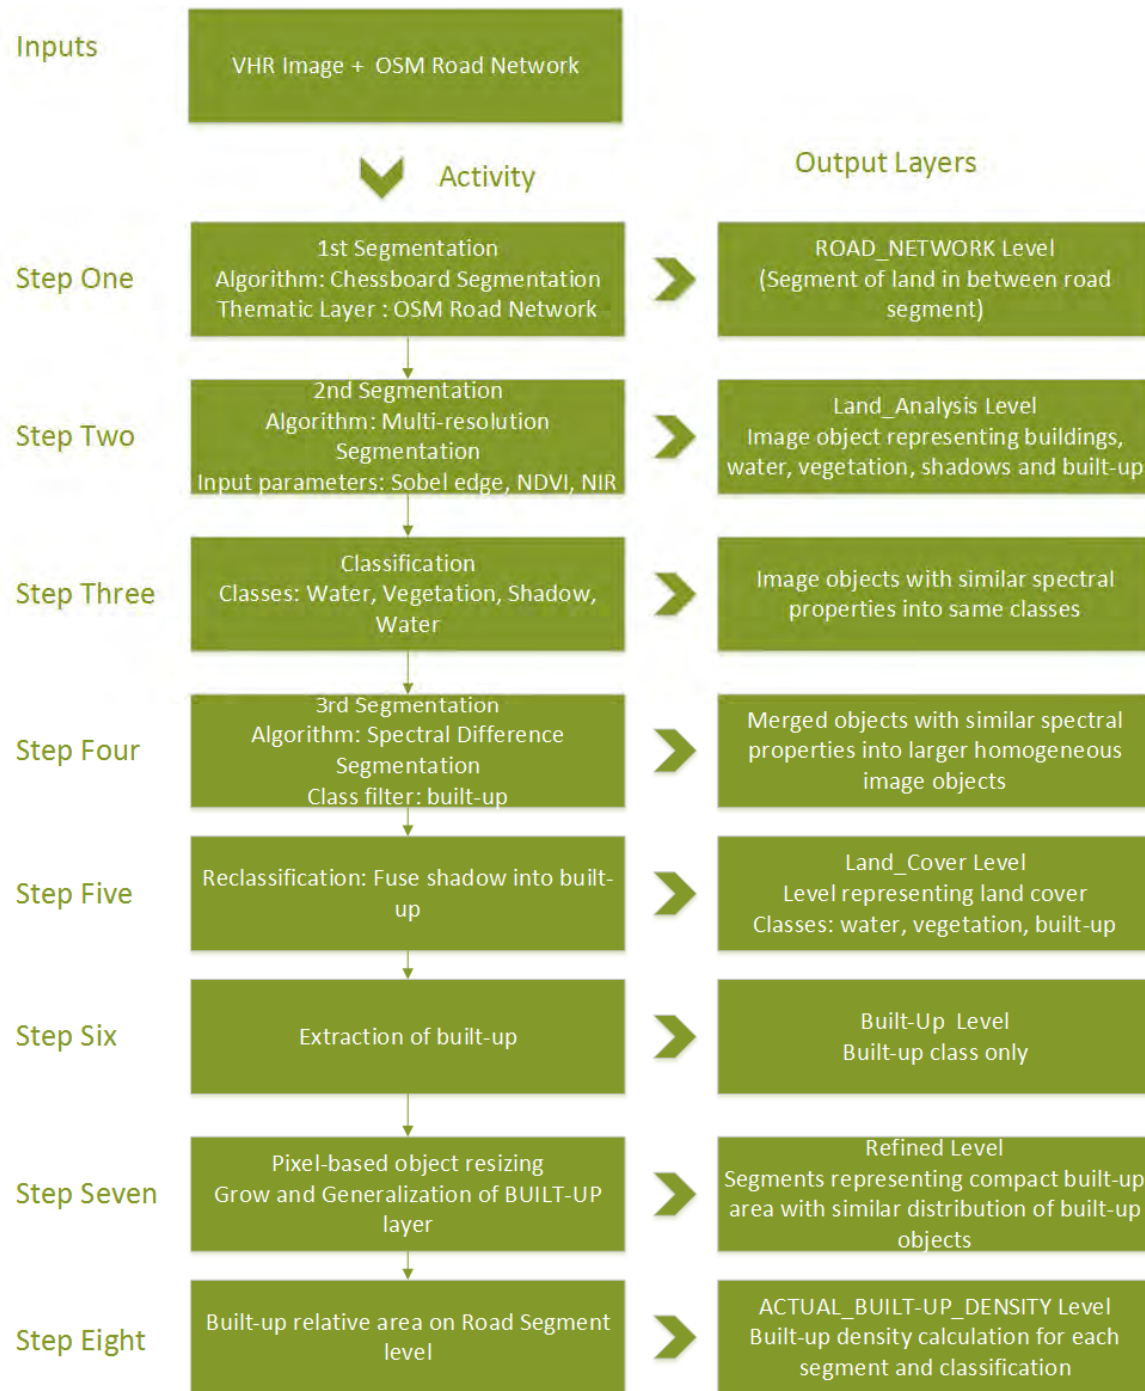 Inputs
VHR Image + OSM Road Network
Activity
Output Layers
Step One
1st Segmentation
Algorithm: Chessboard Segmentation
Thematic Layer : OSM Road Network
ROAD_NETWORK Level
(Segment of land in between road
segment)
Step Two
2nd Segmentation
Algorithm: Multi-resolution
Segmentation
Input parameters: Sobel edge, NDVI, NIR
Land_Analysis Level
Image object representing buildings,
water, vegetation, shadows and built-up
Step Three
Classification
Classes: Water, Vegetation, Shadow,
Water
Image objects with similar spectral
properties into same classes
Step Four
3rd Segmentation
Algorithm: Spectral Difference
Segmentation
Class filter: built-up
Merged objects with similar spectral
properties into larger homogeneous
image objects
Step Five
Reclassification: Fuse shadow into built-
up
Land_Cover Level
Level representing land cover
Classes: water, vegetation, built-up
Step Six
Extraction of built-up
Built-Up Level
Built-up class only
Step Seven
Pixel-based object resizing
Grow and Generalization of BUILT-UP
layer
Refined Level
Segments representing compact built-up
area with similar distribution of built-up
objects
Step Eight
Built-up relative area on Road Segment
level
ACTUAL_BUILT-UP_DENSITY Level
Built-up density calculation for each
segment and classification